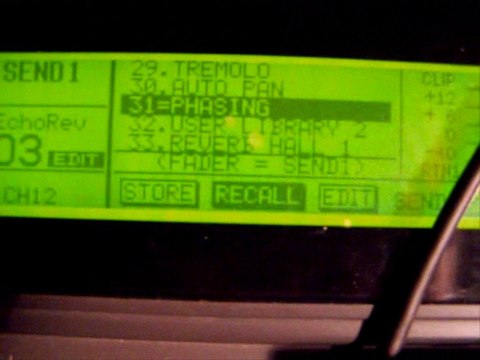 SEND1
29.TREMOLO
30.AUTO PAN
31=PHASING
32.USER LIBRARY 2
33.REVERB HALL 1
(FADER = SEND1)
STORE RECALL EDIT
EchoRev
03 EDIT
CH12
CLIP
+12